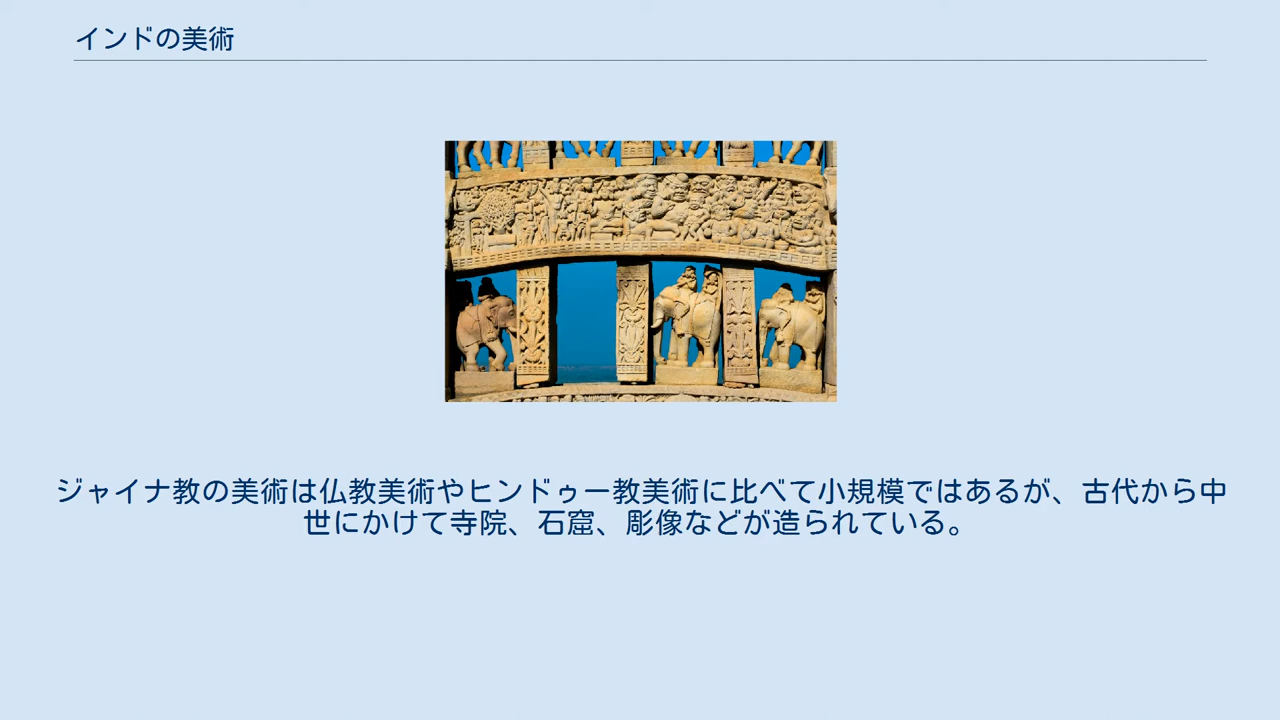 インドの美術
ジャイナ教の美術は仏教美術やヒンドゥー教美術に比べて小規模ではあるが、古代から中
世にかけて寺院、石窟、彫像などが造られている。